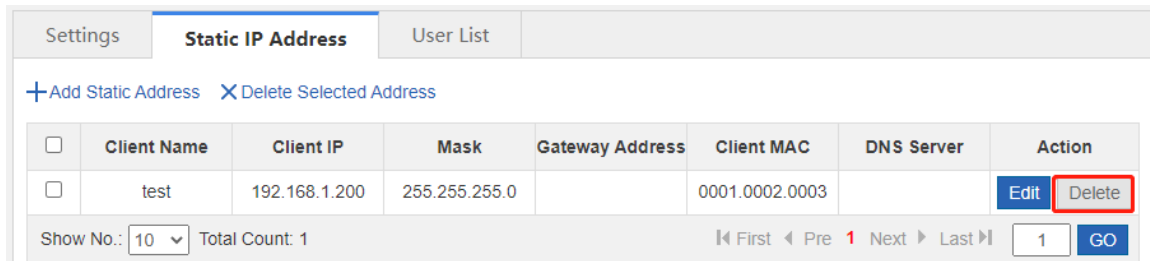 Settings Static IP Address User List
Add Static Address Delete Selected Address
Client Name Client IP Mask Gateway Address Client MAC DNS Server Action
test 192.168.1.200 255.255.255.0 0001.0002.0003 Edit Delete
Show No.: 10 Total Count: 1 First Pre 1 Next Last 1 GO